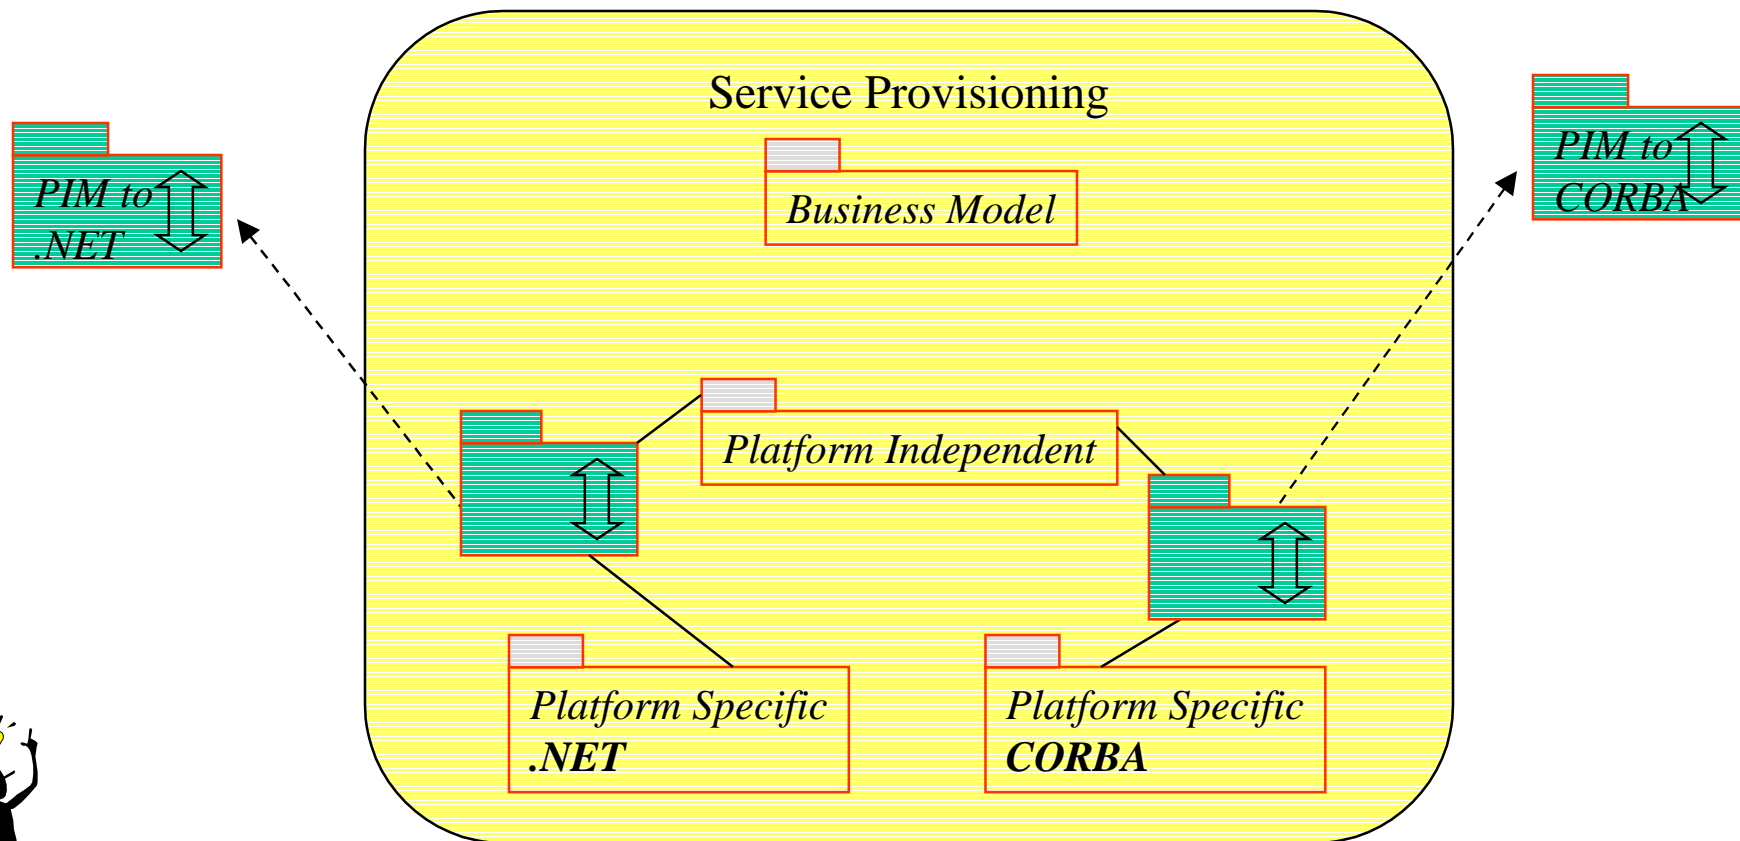 Service Provisioning
PIM to
.NET
PIM to
CORBA
Business Model
Platform Independent
Platform Specific
.NET
Platform Specific
CORBA